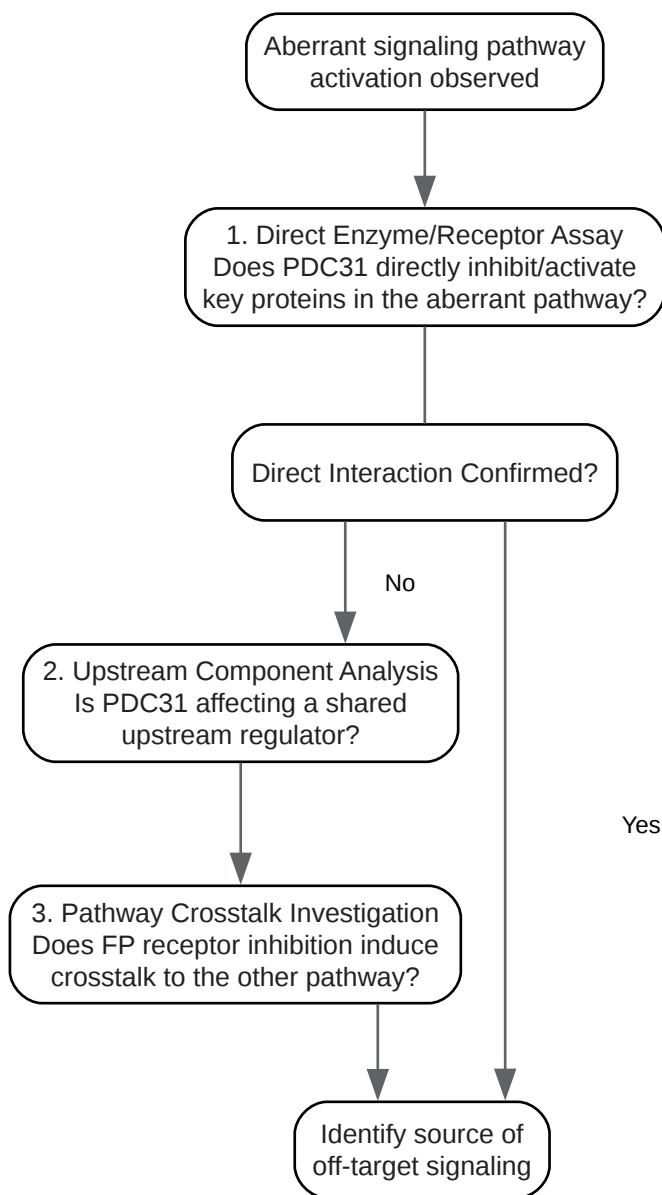 Aberrant signaling pathway
activation observed
1. Direct Enzyme/Receptor Assay
Does PDC31 directly inhibit/activate
key proteins in the aberrant pathway?
Direct Interaction Confirmed?
No
2. Upstream Component Analysis
Is PDC31 affecting a shared
upstream regulator?
Yes
3. Pathway Crosstalk Investigation
Does FP receptor inhibition induce
crosstalk to the other pathway?
Identify source of
off-target signaling